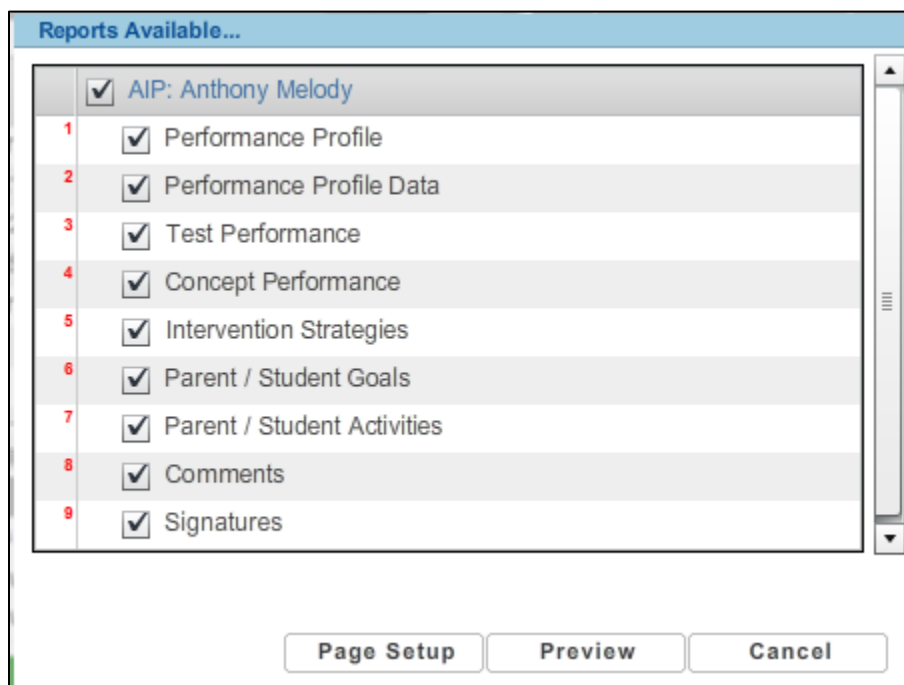 Reports Available...
AIP: Anthony Melody
1 Performance Profile
2 Performance Profile Data
3 Test Performance
4 Concept Performance
5 Intervention Strategies
6 Parent / Student Goals
7 Parent / Student Activities
8 Comments
9 Signatures
Page Setup Preview Cancel